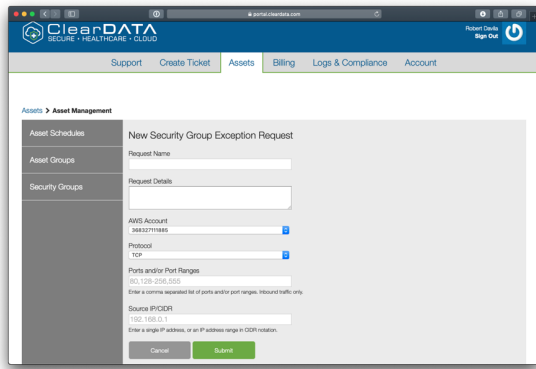 portal.cleardata.com
ClearDATA
SECURE • HEALTHCARE • CLOUD
Robert Davila
Sign Out
Support Create Ticket Assets Billing Logs & Compliance Account
Assets > Asset Management
Asset Schedules
Asset Groups
Security Groups
New Security Group Exception Request
Request Name
Request Details
AWS Account
368327111885
Protocol
TCP
Ports and/or Port Ranges
80,128-256,555
Enter a comma separated list of ports and/or port ranges. Inbound traffic only.
Source IP/CIDR
192.168.0.1
Enter a single IP address, or an IP address range in CIDR notation.
Cancel Submit